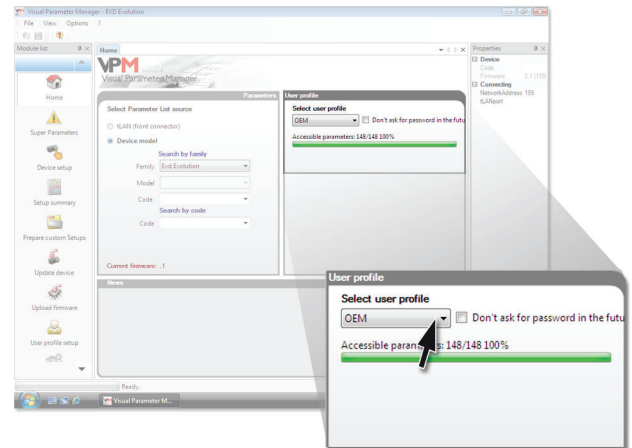 Visual Parameter Manager - EVD Evolution
File View Options ?
Module list
Home
Super Parameters
Device setup
Setup summary
Prepare custom Setups
Update device
Upload firmware
User profile setup
Home
VPM
Visual Parameter Manager
Parameters
Select Parameter List source
tLAN (front connector)
Device model
Search by family
Family Evd Evolution
Model
Code
Search by code
Code
Current firmware: .1
User profile
Select user profile
OEM Don't ask for password in the futu
Accessible parameters: 148/148 100%
News
Properties
Device
Code
Firmware
Connecting
NetworkAddress
tLANport
User profile
Select user profile
OEM Don't ask for password in the futu
148/148 100%
Ready.
Visual Parameter M...